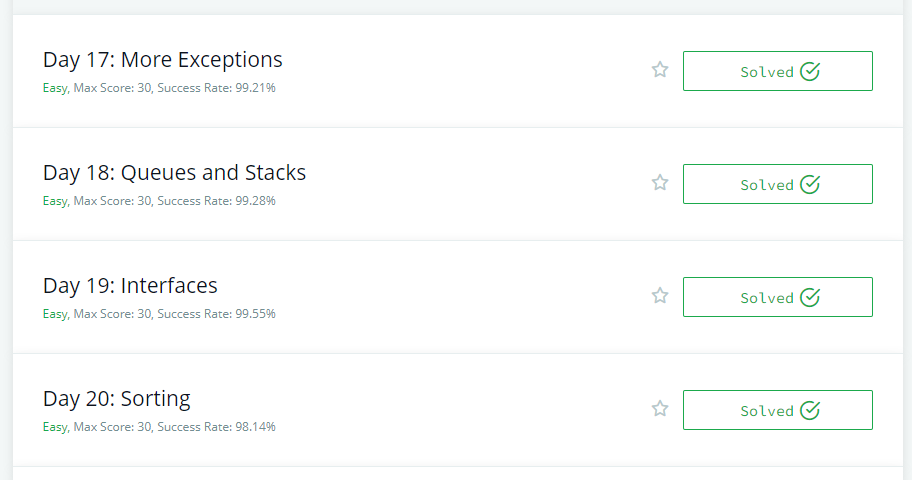 Day 17: More Exceptions
Easy, Max Score: 30, Success Rate: 99.21%
Solved
Day 18: Queues and Stacks
Easy, Max Score: 30, Success Rate: 99.28%
Solved
Day 19: Interfaces
Easy, Max Score: 30, Success Rate: 99.55%
Solved
Day 20: Sorting
Easy, Max Score: 30, Success Rate: 98.14%
Solved